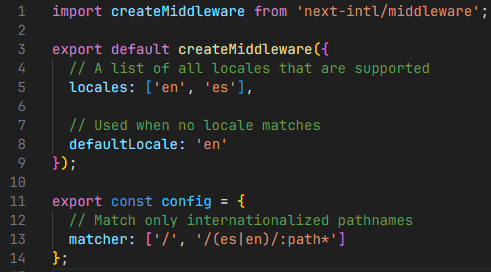 1 import createMiddleware from 'next-intl/middleware';
2
3 export default createMiddleware({
4   // A list of all locales that are supported
5   locales: ['en', 'es'],
6
7   // Used when no locale matches
8   defaultLocale: 'en'
9 });
10
11 export const config = {
12   // Match only internationalized pathnames
13   matcher: ['/', '/(es|en)/:path*']
14 };